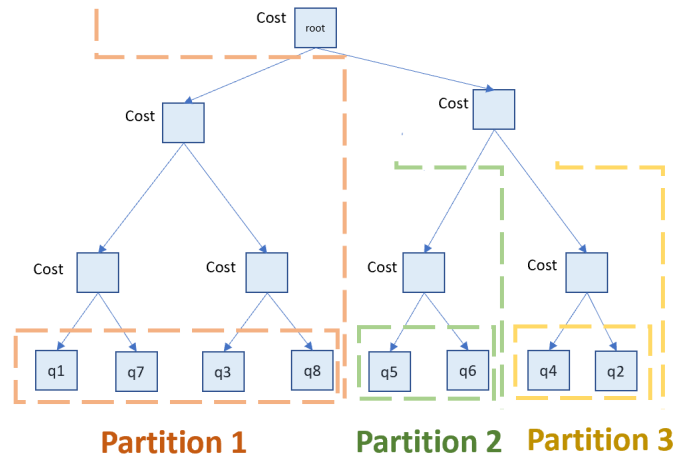 Cost
root
Cost
Cost
Cost
Cost
Cost
Cost
q1
q7
q3
q8
q5
q6
q4
q2
Partition 1
Partition 2
Partition 3